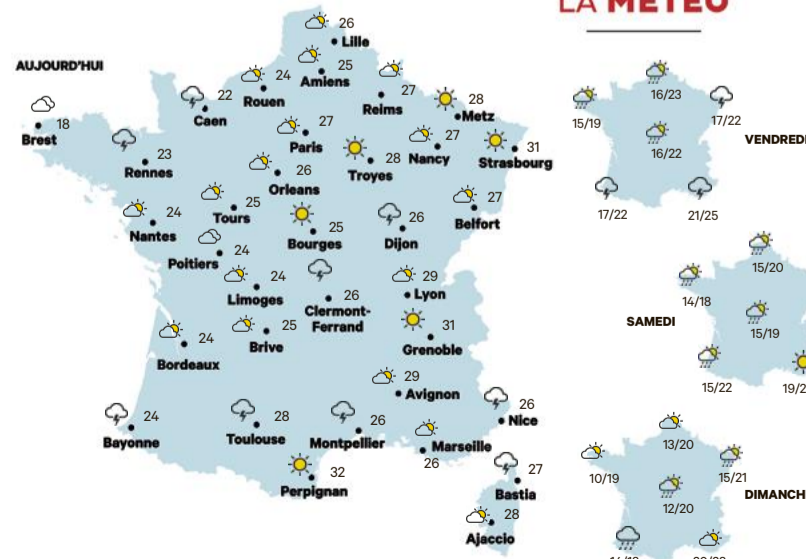 LA MÉTÉO
AUJOURD'HUI
26
Lille
25
Amiens
24
Rouen
22
Caen
27
Reims
28
Metz
18
Brest
23
Rennes
27
Paris
28
Troyes
27
Nancy
31
Strasbourg
26
Orleans
25
Tours
24
Nantes
24
Poitiers
25
Bourges
26
Dijon
27
Belfort
24
Limoges
26
Clermont-
Ferrand
29
Lyon
24
Bordeaux
25
Brive
31
Grenoble
29
Avignon
24
Bayonne
28
Toulouse
26
Montpellier
26
Marseille
26
Nice
32
Perpignan
27
Bastia
28
Ajaccio
16/23
15/19
17/22
16/22
17/22
21/25
15/20
14/18
SAMEDI
15/19
15/22
13/20
10/19
15/21
12/20